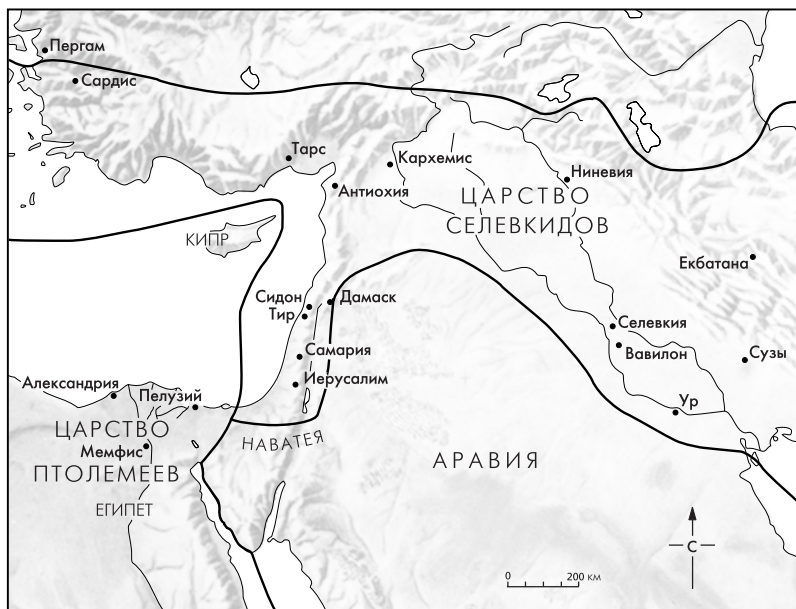 Пергам
Сардис
Тарс
Кархемис
Ниневия
Антиохия
ЦАРСТВО
СЕЛЕВКИДОВ
КИПР
Екбатана
Сидон
Дамаск
Тир
Селевкия
Вавилон
Сузы
Самария
Иерусалим
Александрия
Пелузий
Ур
ЦАРСТВО
ПТОЛЕМЕЕВ
Мемфис
НАВАТЕЯ
АРАВИЯ
ЕГИПЕТ
С
0 200 КМ